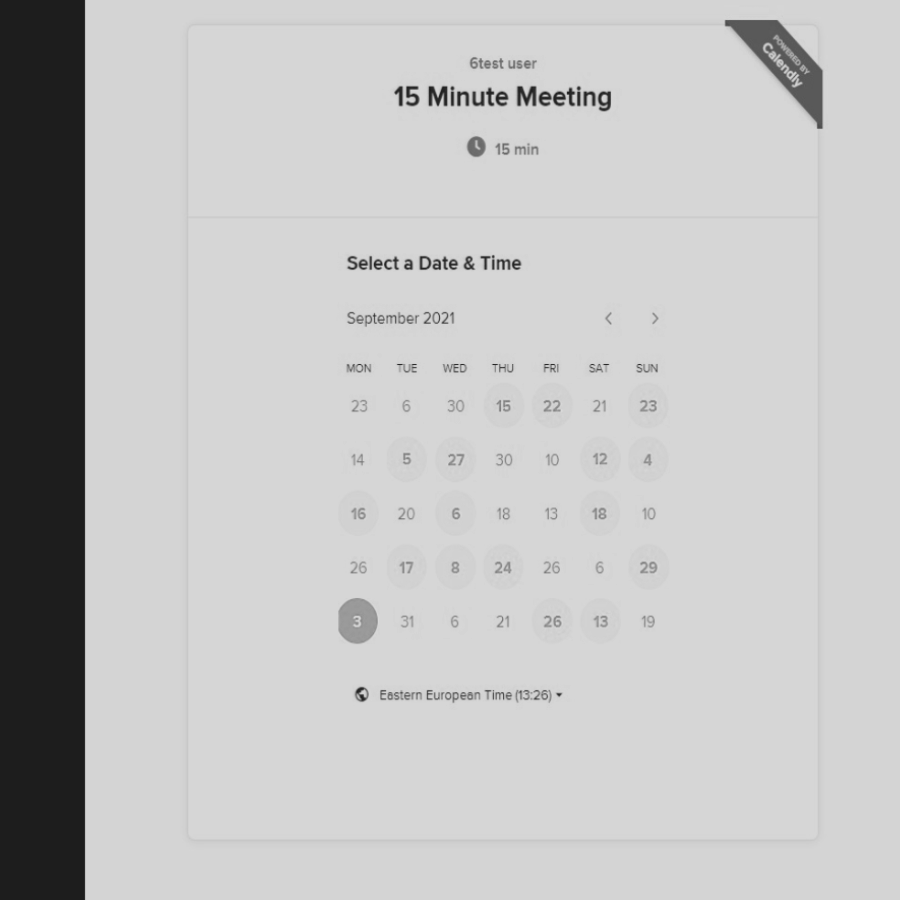 POWERED BY
Calendly
6test user
15 Minute Meeting
15 min
Select a Date & Time
September 2021
MON TUE WED THU FRI SAT SUN
23 6 30 15 22 21 23
14 5 27 30 10 12 4
16 20 6 18 13 18 10
26 17 8 24 26 6 29
3 31 6 21 26 13 19
Eastern European Time (13:26)